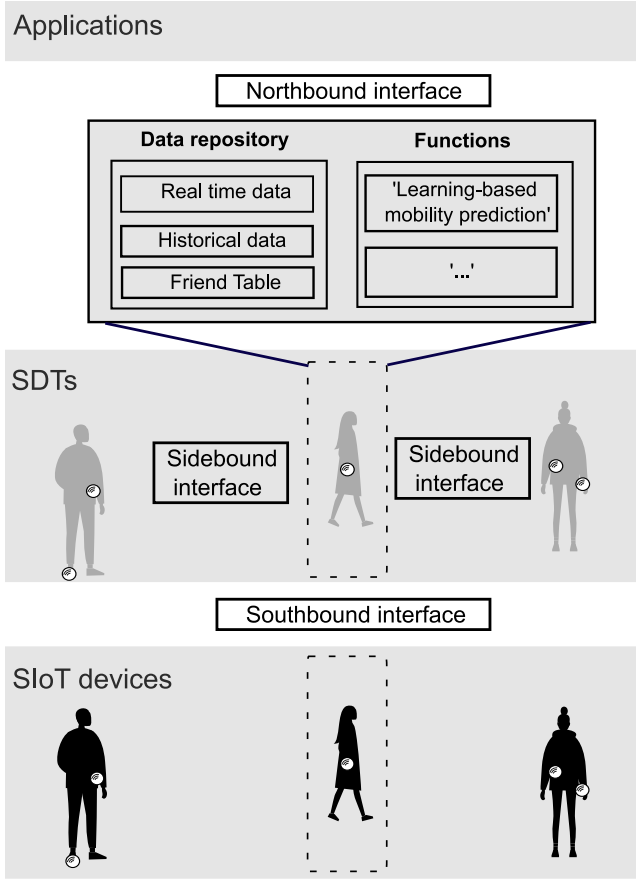 Applications
Northbound interface
Data repository
Real time data
Historical data
Friend Table
Functions
'Learning-based
mobility prediction'
'...'
SDTs
Sidebound
interface
Sidebound
interface
Southbound interface
SIoT devices